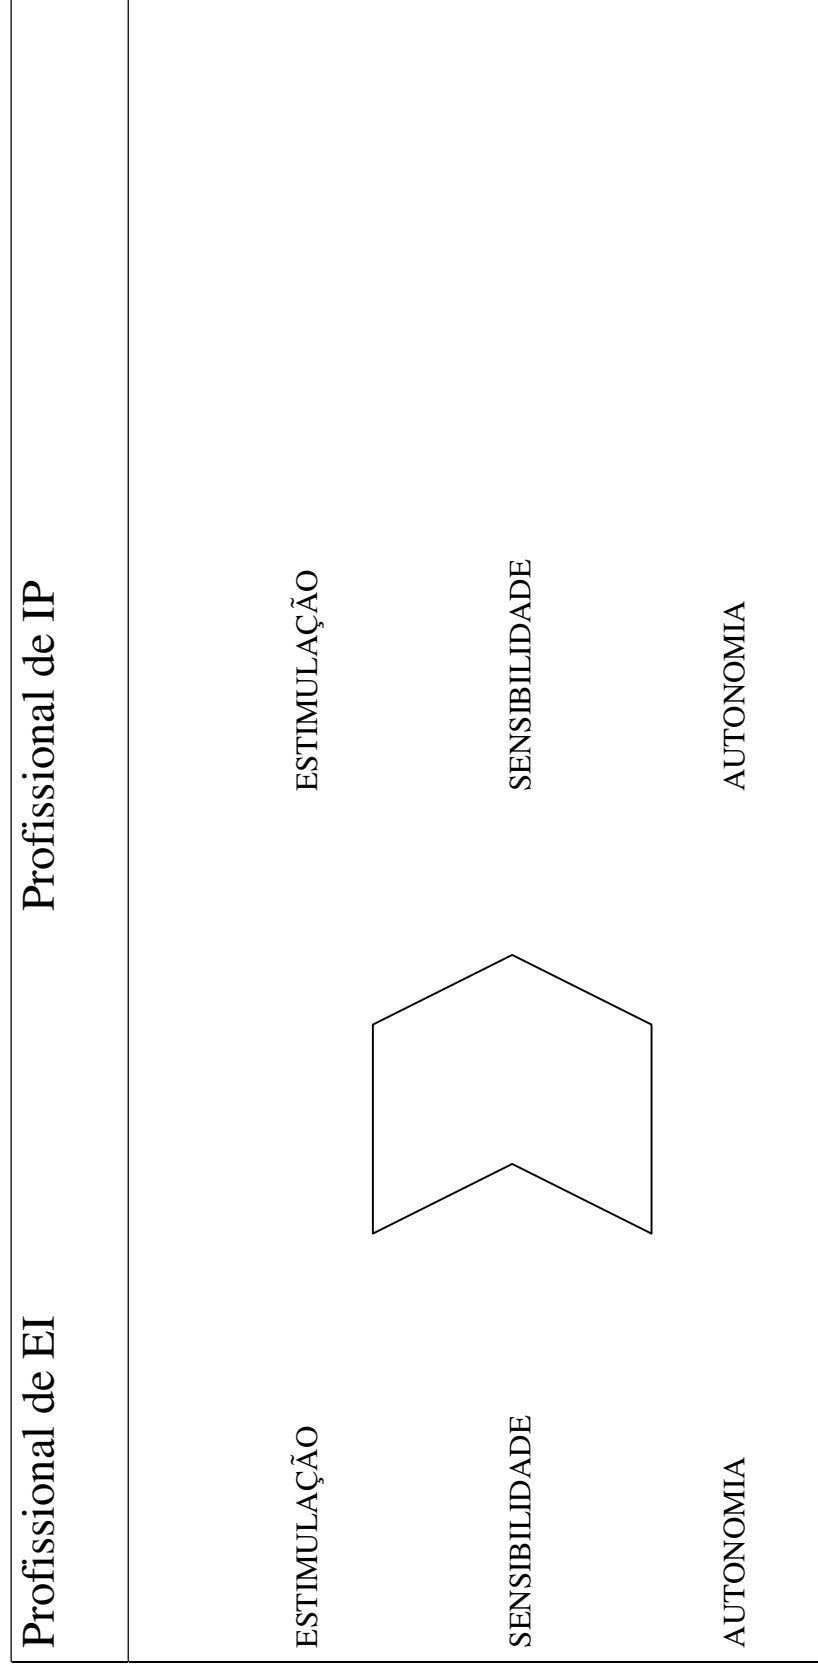 Profissional de EI
Profissional de IP
ESTIMULAÇÃO
ESTIMULAÇÃO
SENSIBILIDADE
SENSIBILIDADE
AUTONOMIA
AUTONOMIA